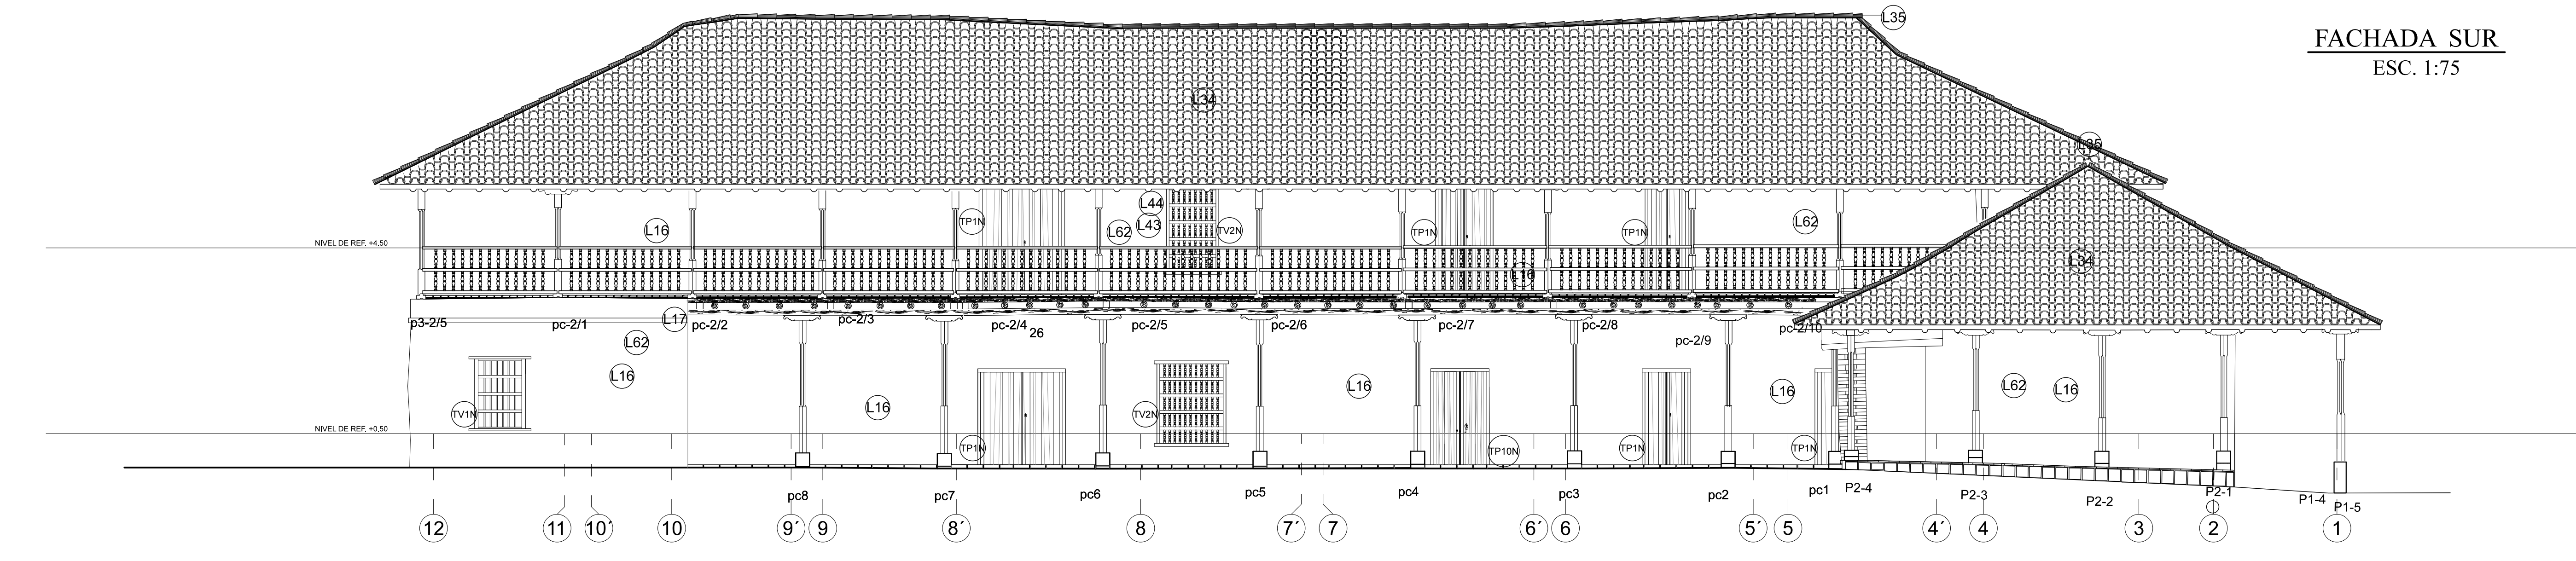 L35
FACHADA SUR
ESC. 1:75
L34
L35
L44
L16
TP1N
L62
L43
TV2N
TP1N
TP1N
L62
NIVEL DE REF. +4,50
L34
L16
p3-2/5
pc-2/1
L17
pc-2/2
pc-2/3
pc-2/4
26
pc-2/5
pc-2/6
pc-2/7
pc-2/8
pc-2/9
pc-2/10
L62
L16
L16
L16
L16
L62
L16
TV1N
TV2N
NIVEL DE REF. +0,50
TP1N
TP10N
TP1N
TP1N
pc8
pc7
pc6
pc5
pc4
pc3
pc2
pc1
P2-4
P2-3
P2-2
P2-1
P1-4
P1-5
12
11
10´
10
9´
9
8´
8
7´
7
6´
6
5´
5
4´
4
3
2
1